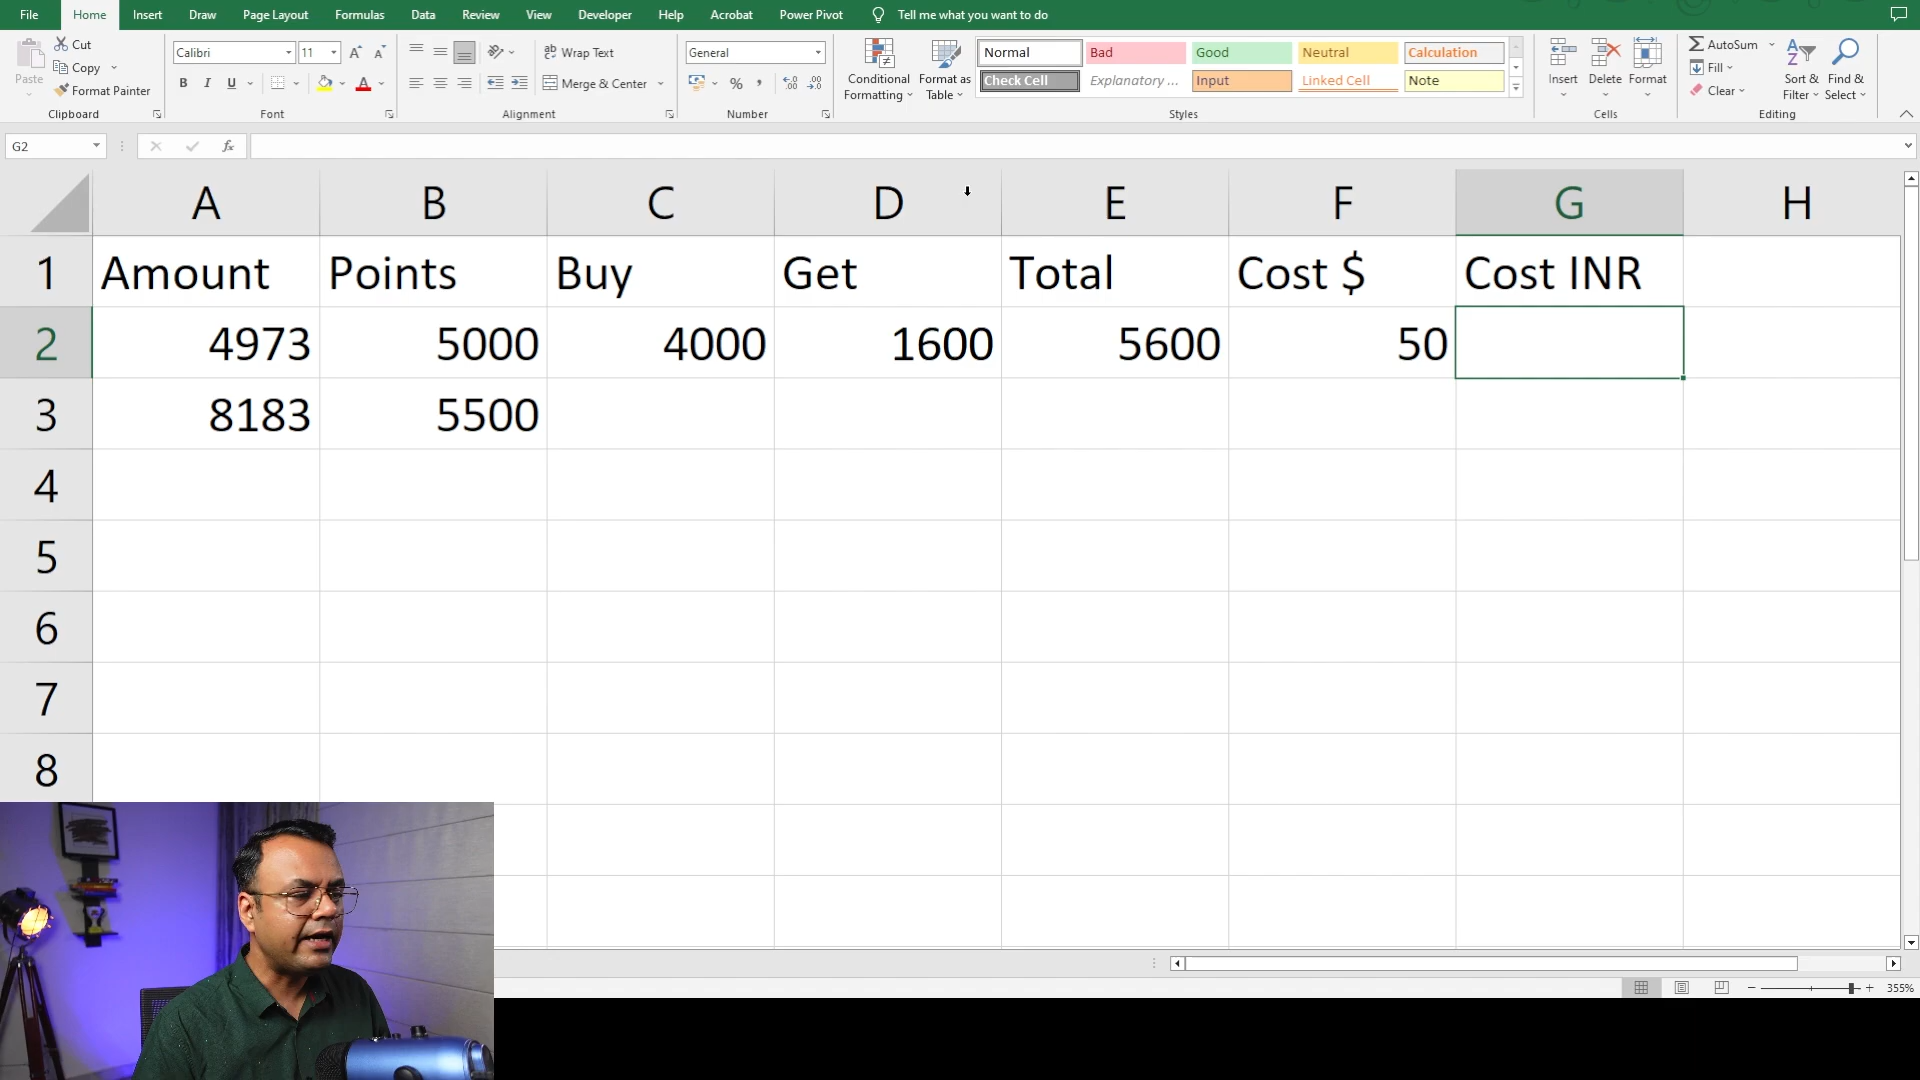 File Home Insert Draw Page Layout Formulas Data Review View Developer Help Acrobat Power Pivot Tell me what you want to do
Paste
Cut
Copy
Format Painter
Clipboard
Calibri 11
B I U
Font
Wrap Text
Merge & Center
Alignment
General
%
Number
Conditional Formatting
Format as Table
Normal Bad Good Neutral Calculation
Check Cell Explanatory ... Input Linked Cell Note
Styles
Insert Delete Format
Cells
AutoSum
Fill
Clear
Sort & Filter
Find & Select
Editing
G2 fx
A B C D E F G H
1 Amount Points Buy Get Total Cost $ Cost INR
2 4973 5000 4000 1600 5600 50
3 8183 5500
4
5
6
7
8
355%